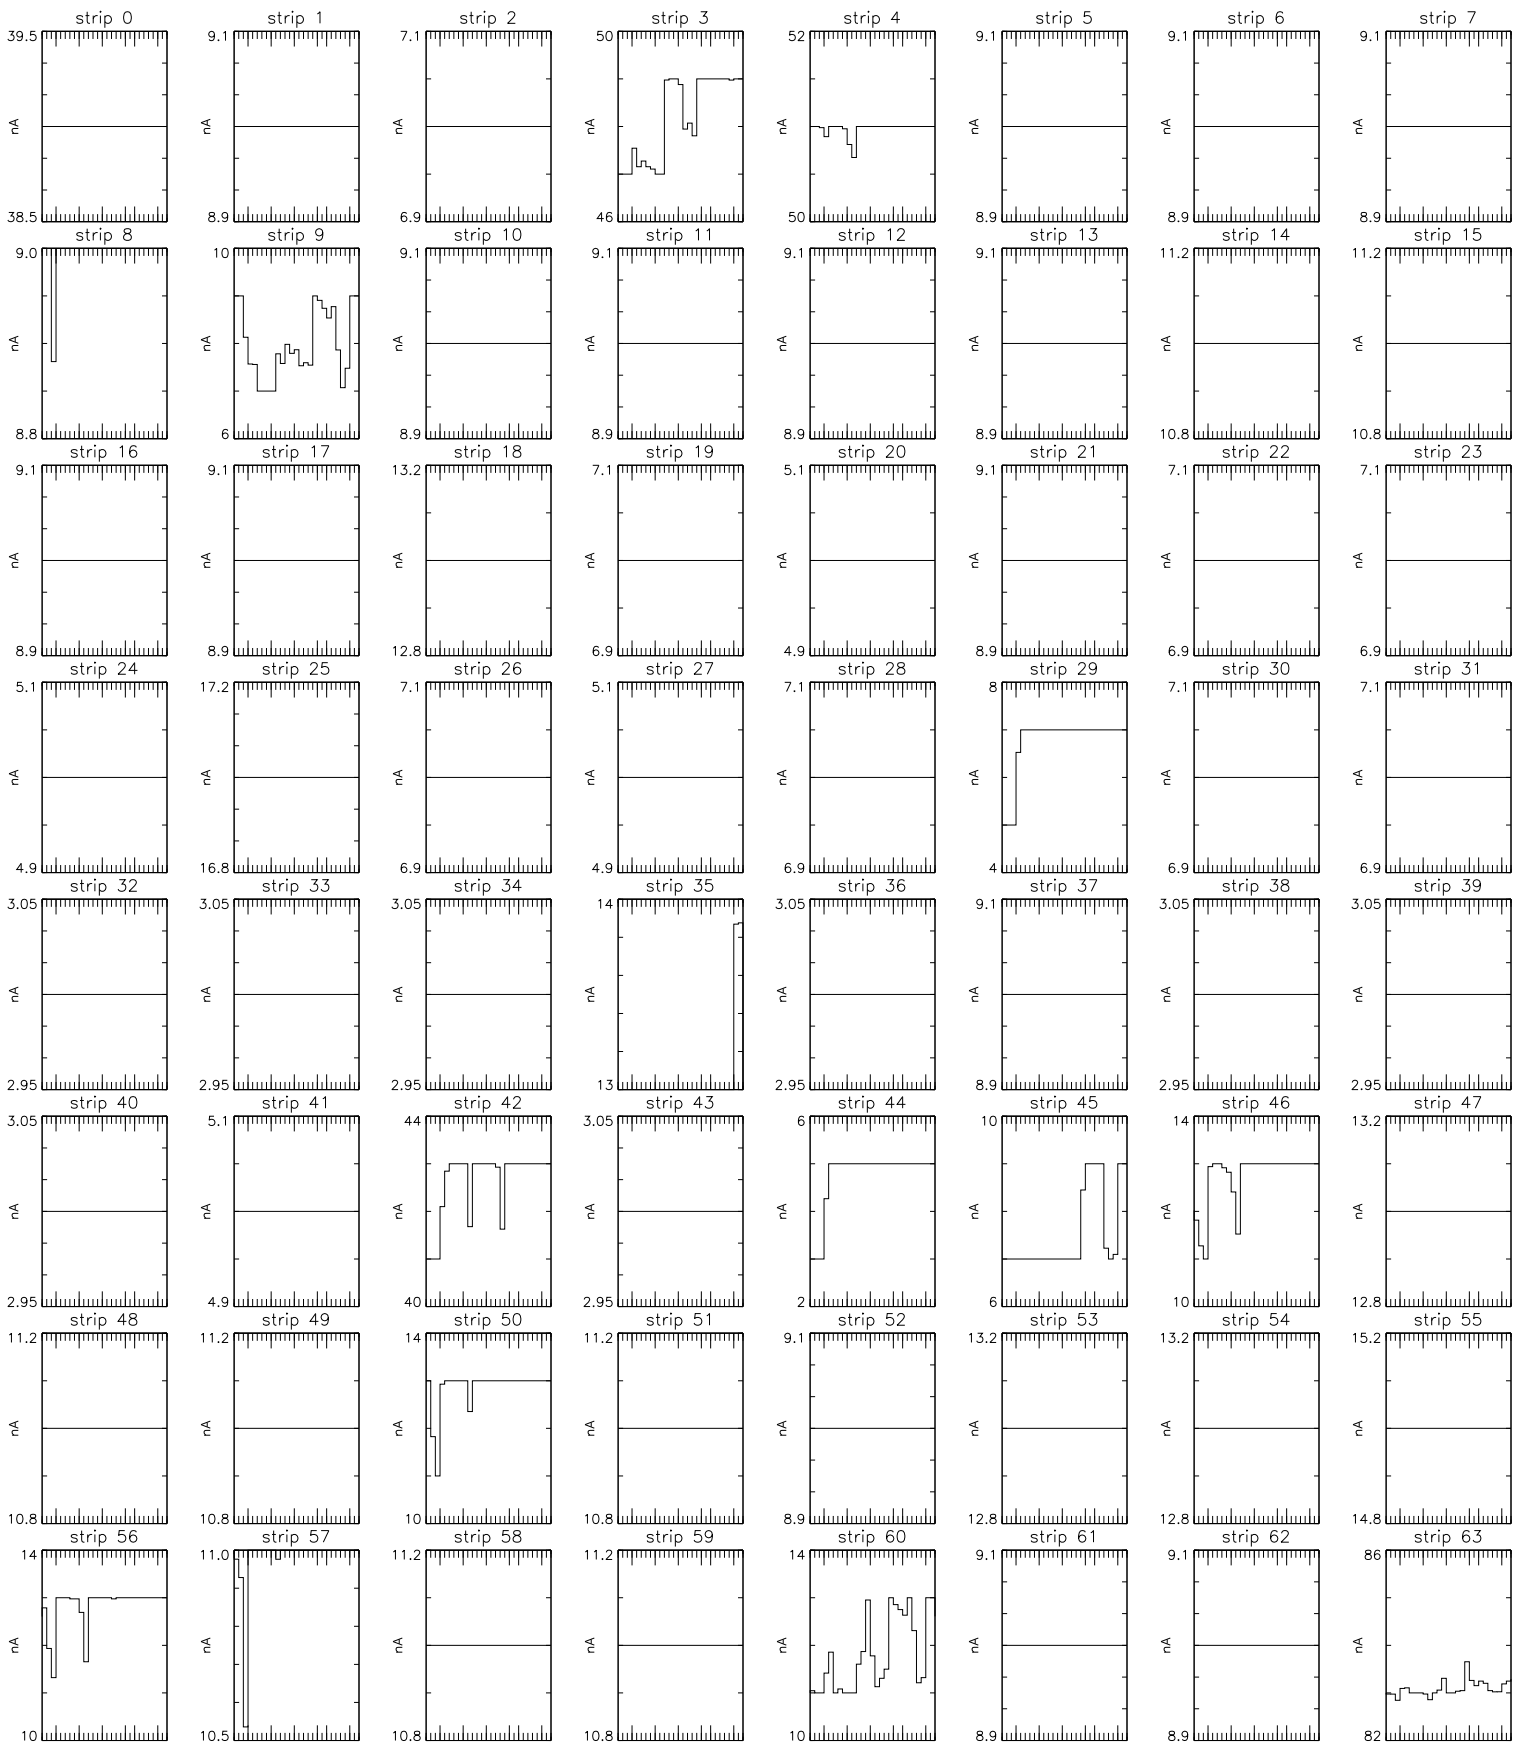 strip 0 strip 1 strip 2 strip 3 strip 4 strip 5 strip 6 strip 7
39.5 9.1 7.1 50 52 9.1 9.1 9.1
nA nA nA nA nA nA nA nA
38.5 8.9 6.9 46 50 8.9 8.9 8.9
strip 8 strip 9 strip 10 strip 11 strip 12 strip 13 strip 14 strip 15
9.0 10 9.1 9.1 9.1 9.1 11.2 11.2
nA nA nA nA nA nA nA nA
8.8 6 8.9 8.9 8.9 8.9 10.8 10.8
strip 16 strip 17 strip 18 strip 19 strip 20 strip 21 strip 22 strip 23
9.1 9.1 13.2 7.1 5.1 9.1 7.1 7.1
nA nA nA nA nA nA nA nA
8.9 8.9 12.8 6.9 4.9 8.9 6.9 6.9
strip 24 strip 25 strip 26 strip 27 strip 28 strip 29 strip 30 strip 31
5.1 17.2 7.1 5.1 7.1 8 7.1 7.1
nA nA nA nA nA nA nA nA
4.9 16.8 6.9 4.9 6.9 4 6.9 6.9
strip 32 strip 33 strip 34 strip 35 strip 36 strip 37 strip 38 strip 39
3.05 3.05 3.05 14 3.05 9.1 3.05 3.05
nA nA nA nA nA nA nA nA
2.95 2.95 2.95 13 2.95 8.9 2.95 2.95
strip 40 strip 41 strip 42 strip 43 strip 44 strip 45 strip 46 strip 47
3.05 5.1 44 3.05 6 10 14 13.2
nA nA nA nA nA nA nA nA
2.95 4.9 40 2.95 2 6 10 12.8
strip 48 strip 49 strip 50 strip 51 strip 52 strip 53 strip 54 strip 55
11.2 11.2 14 11.2 9.1 13.2 13.2 15.2
nA nA nA nA nA nA nA nA
10.8 10.8 10 10.8 8.9 12.8 12.8 14.8
strip 56 strip 57 strip 58 strip 59 strip 60 strip 61 strip 62 strip 63
14 11.0 11.2 11.2 14 9.1 9.1 86
nA nA nA nA nA nA nA nA
10 10.5 10.8 10.8 10 8.9 8.9 82